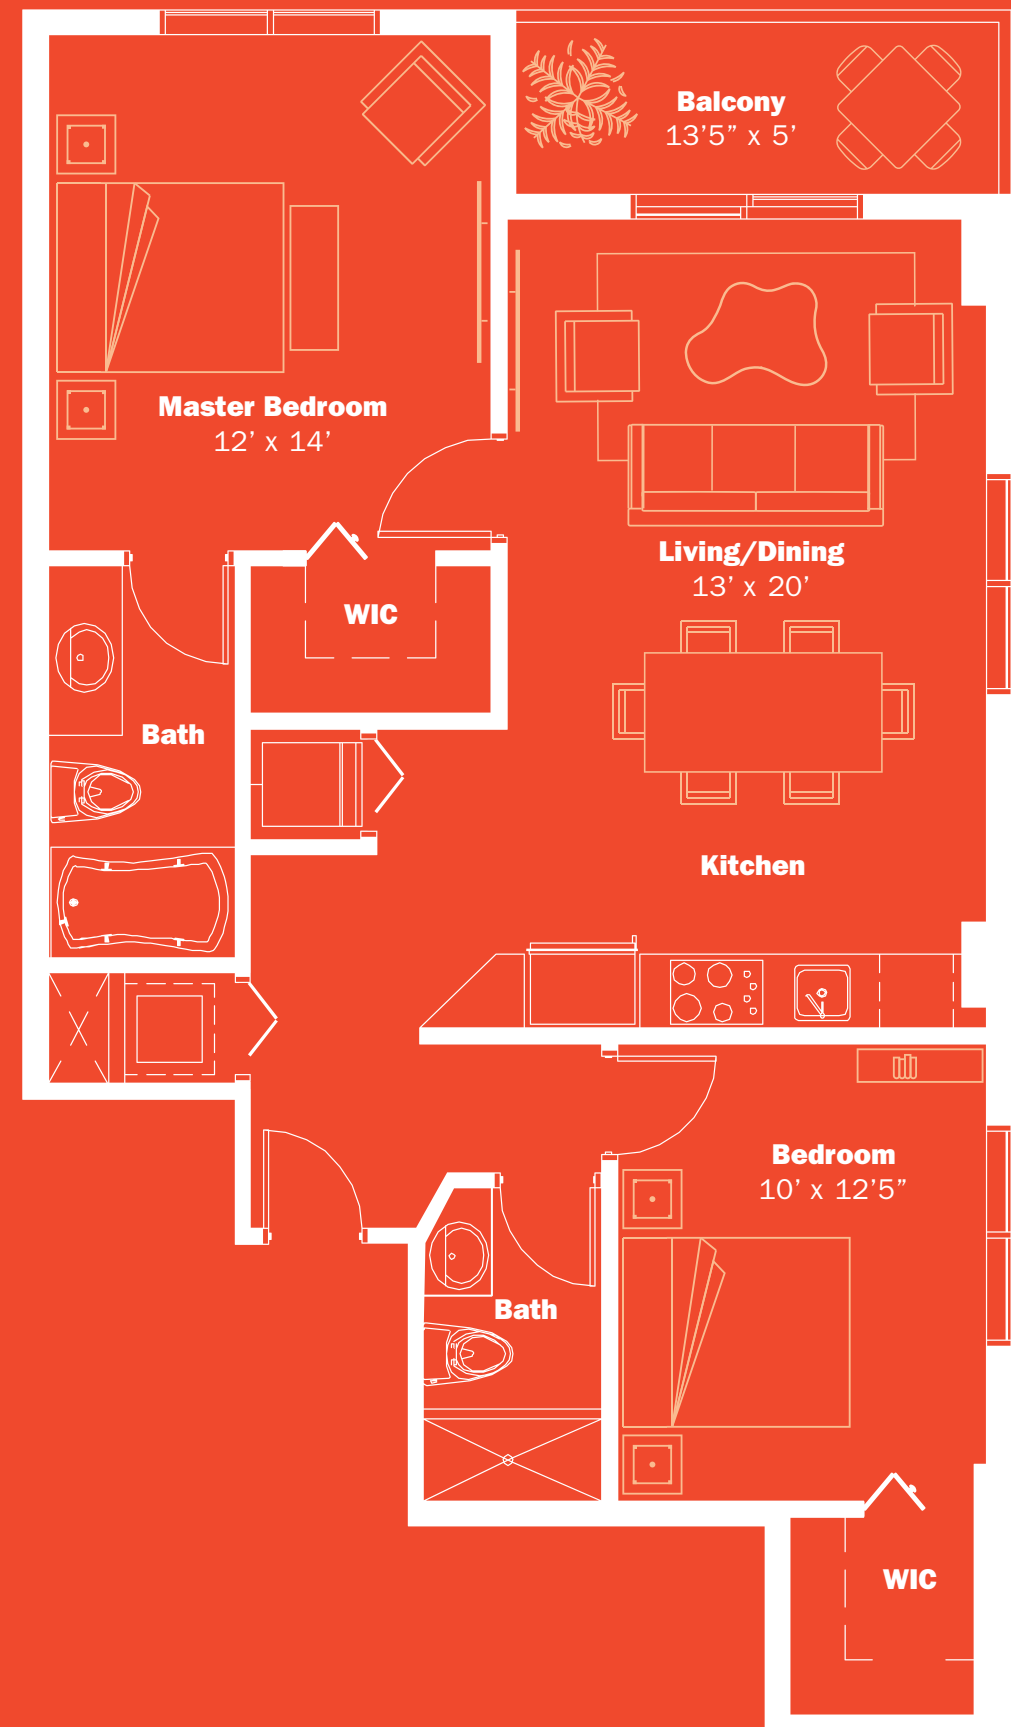 Balcony
13’5” x 5’
Master Bedroom
12’ x 14’
Living/Dining
13’ x 20’
WIC
Bath
Kitchen
Bedroom
10’ x 12’5”
Bath
WIC